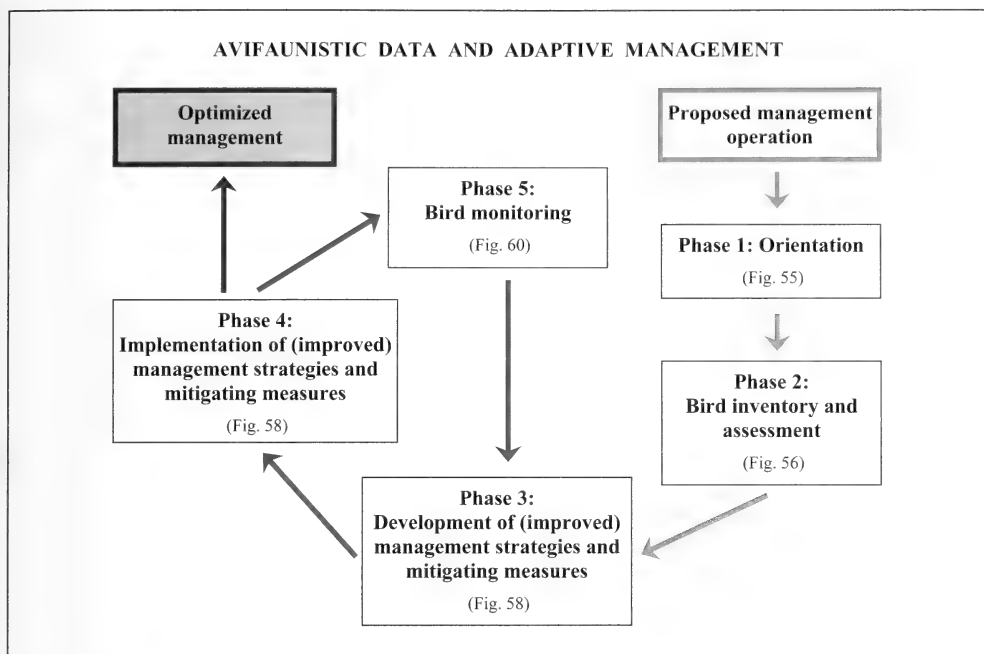 AVIFAUNISTIC DATA AND ADAPTIVE MANAGEMENT
Optimized
management
Proposed management
operation
Phase 5:
Bird monitoring
(Fig. 60)
Phase 1: Orientation
(Fig. 55)
Phase 4:
Implementation of (improved)
management strategies and
mitigating measures
(Fig. 58)
Phase 2:
Bird inventory and
assessment
(Fig. 56)
Phase 3:
Development of (improved)
management strategies and
mitigating measures
(Fig. 58)